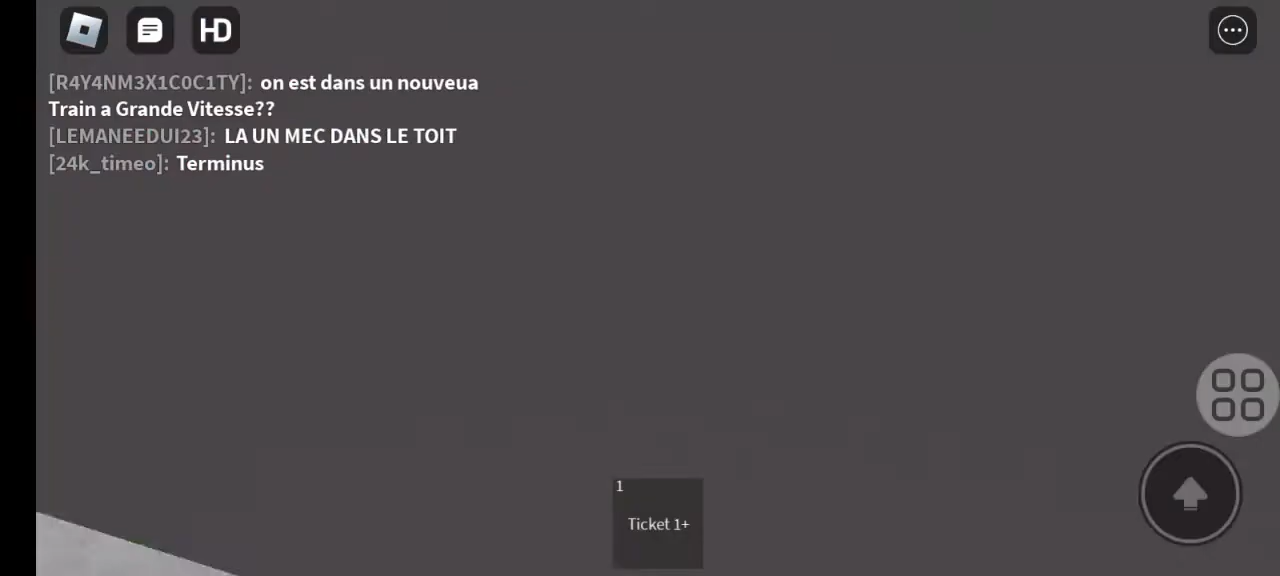 HD
[R4Y4NM3X1C0C1TY]: on est dans un nouveua
Train a Grande Vitesse??
[LEMANEEDUI23]: LA UN MEC DANS LE TOIT
[24k_timeo]: Terminus
1
Ticket 1+